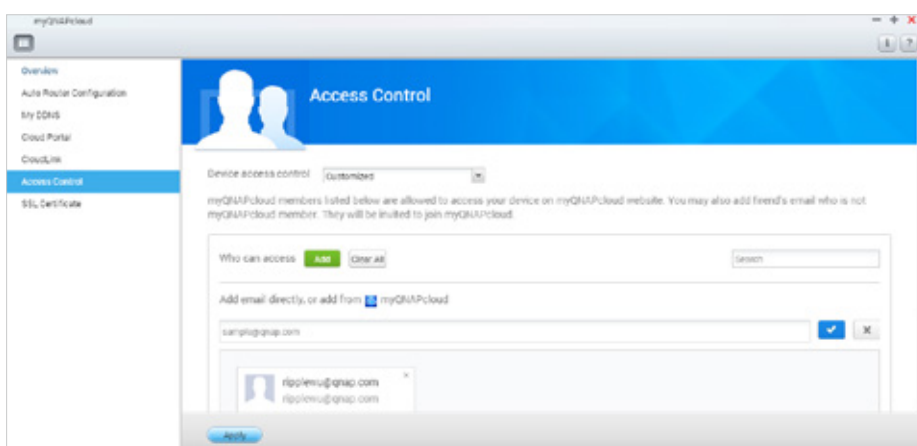 myQNAPcloud
Overview
Auto Router Configuration
My DDNS
Cloud Portal
CloudLink
Access Control
SSL Certificate
Access Control
Device access control Customized
myQNAPcloud members listed below are allowed to access your device on myQNAPcloud website. You may also add firend's email who is not
myQNAPcloud member. They will be invited to join myQNAPcloud.
Who can access Add Clear All Search
Add email directly, or add from myQNAPcloud
sample@qnap.com
ripplewu@qnap.com
ripplewu@qnap.com
Apply